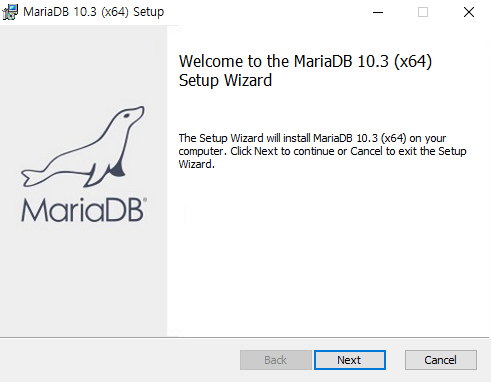 MariaDB 10.3 (x64) Setup
Welcome to the MariaDB 10.3 (x64)
Setup Wizard
The Setup Wizard will install MariaDB 10.3 (x64) on your
computer. Click Next to continue or Cancel to exit the Setup
Wizard.
MariaDB®
Back Next Cancel